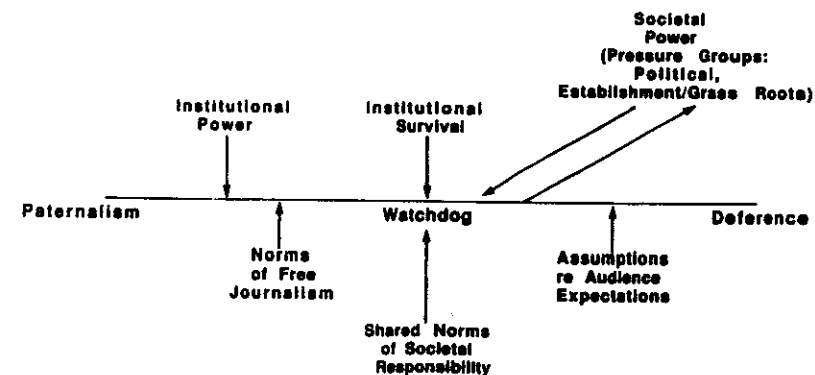 Societal
Power
(Pressure Groups:
Political,
Establishment/Grass Roots)
Institutional
Power
Institutional
Survival
Paternalism
Watchdog
Deference
Norms
of Free
Journalism
Assumptions
re Audience
Expectations
Shared Norms
of Societal
Responsibility